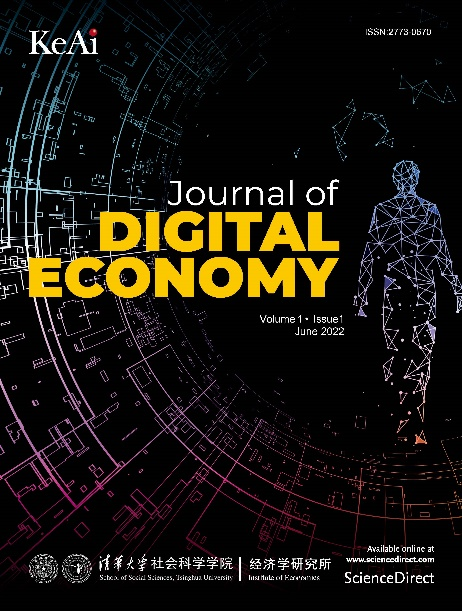 KeAi
ISSN:2773-0670
Journal of
DIGITAL
ECONOMY
Volume 1 • Issue1
June 2022
Available online at
www.sciencedirect.com
ScienceDirect
清华大学社会科学学院
School of Social Sciences, Tsinghua University
经济学研究所
Institute of Economics